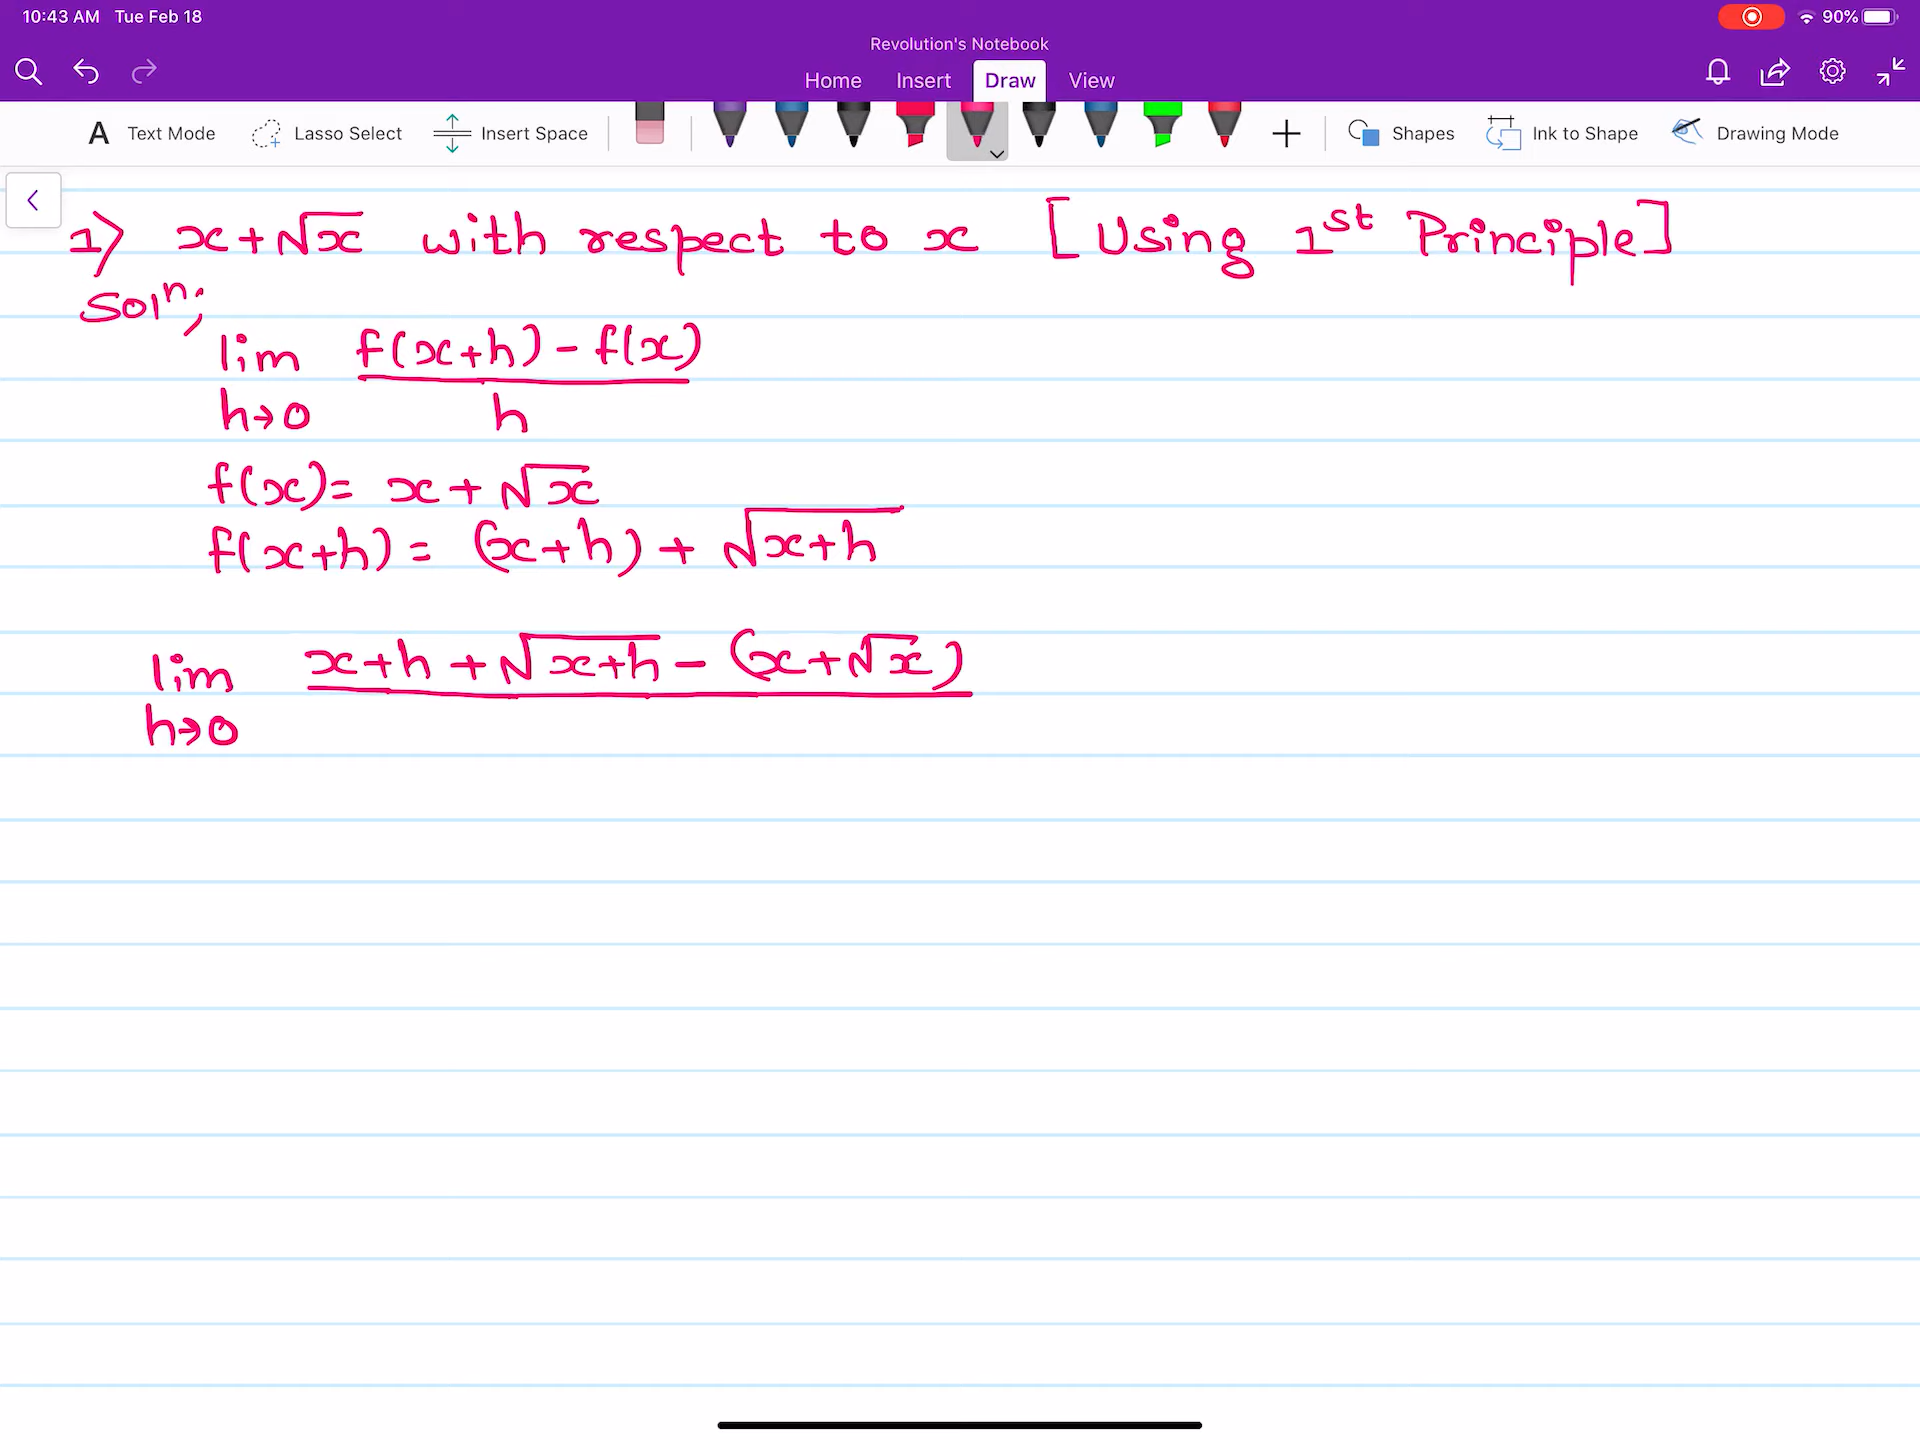 10:43 AM Tue Feb 18
90%
Revolution's Notebook
Home Insert Draw View
A Text Mode Lasso Select Insert Space Shapes Ink to Shape Drawing Mode
1) x+√x with respect to x [Using 1st Principle]
Solⁿ;
lim f(x+h) - f(x)
h→0 h
f(x) = x + √x
f(x+h) = (x+h) + √(x+h)
lim x+h + √(x+h) - (x+√x)
h→0